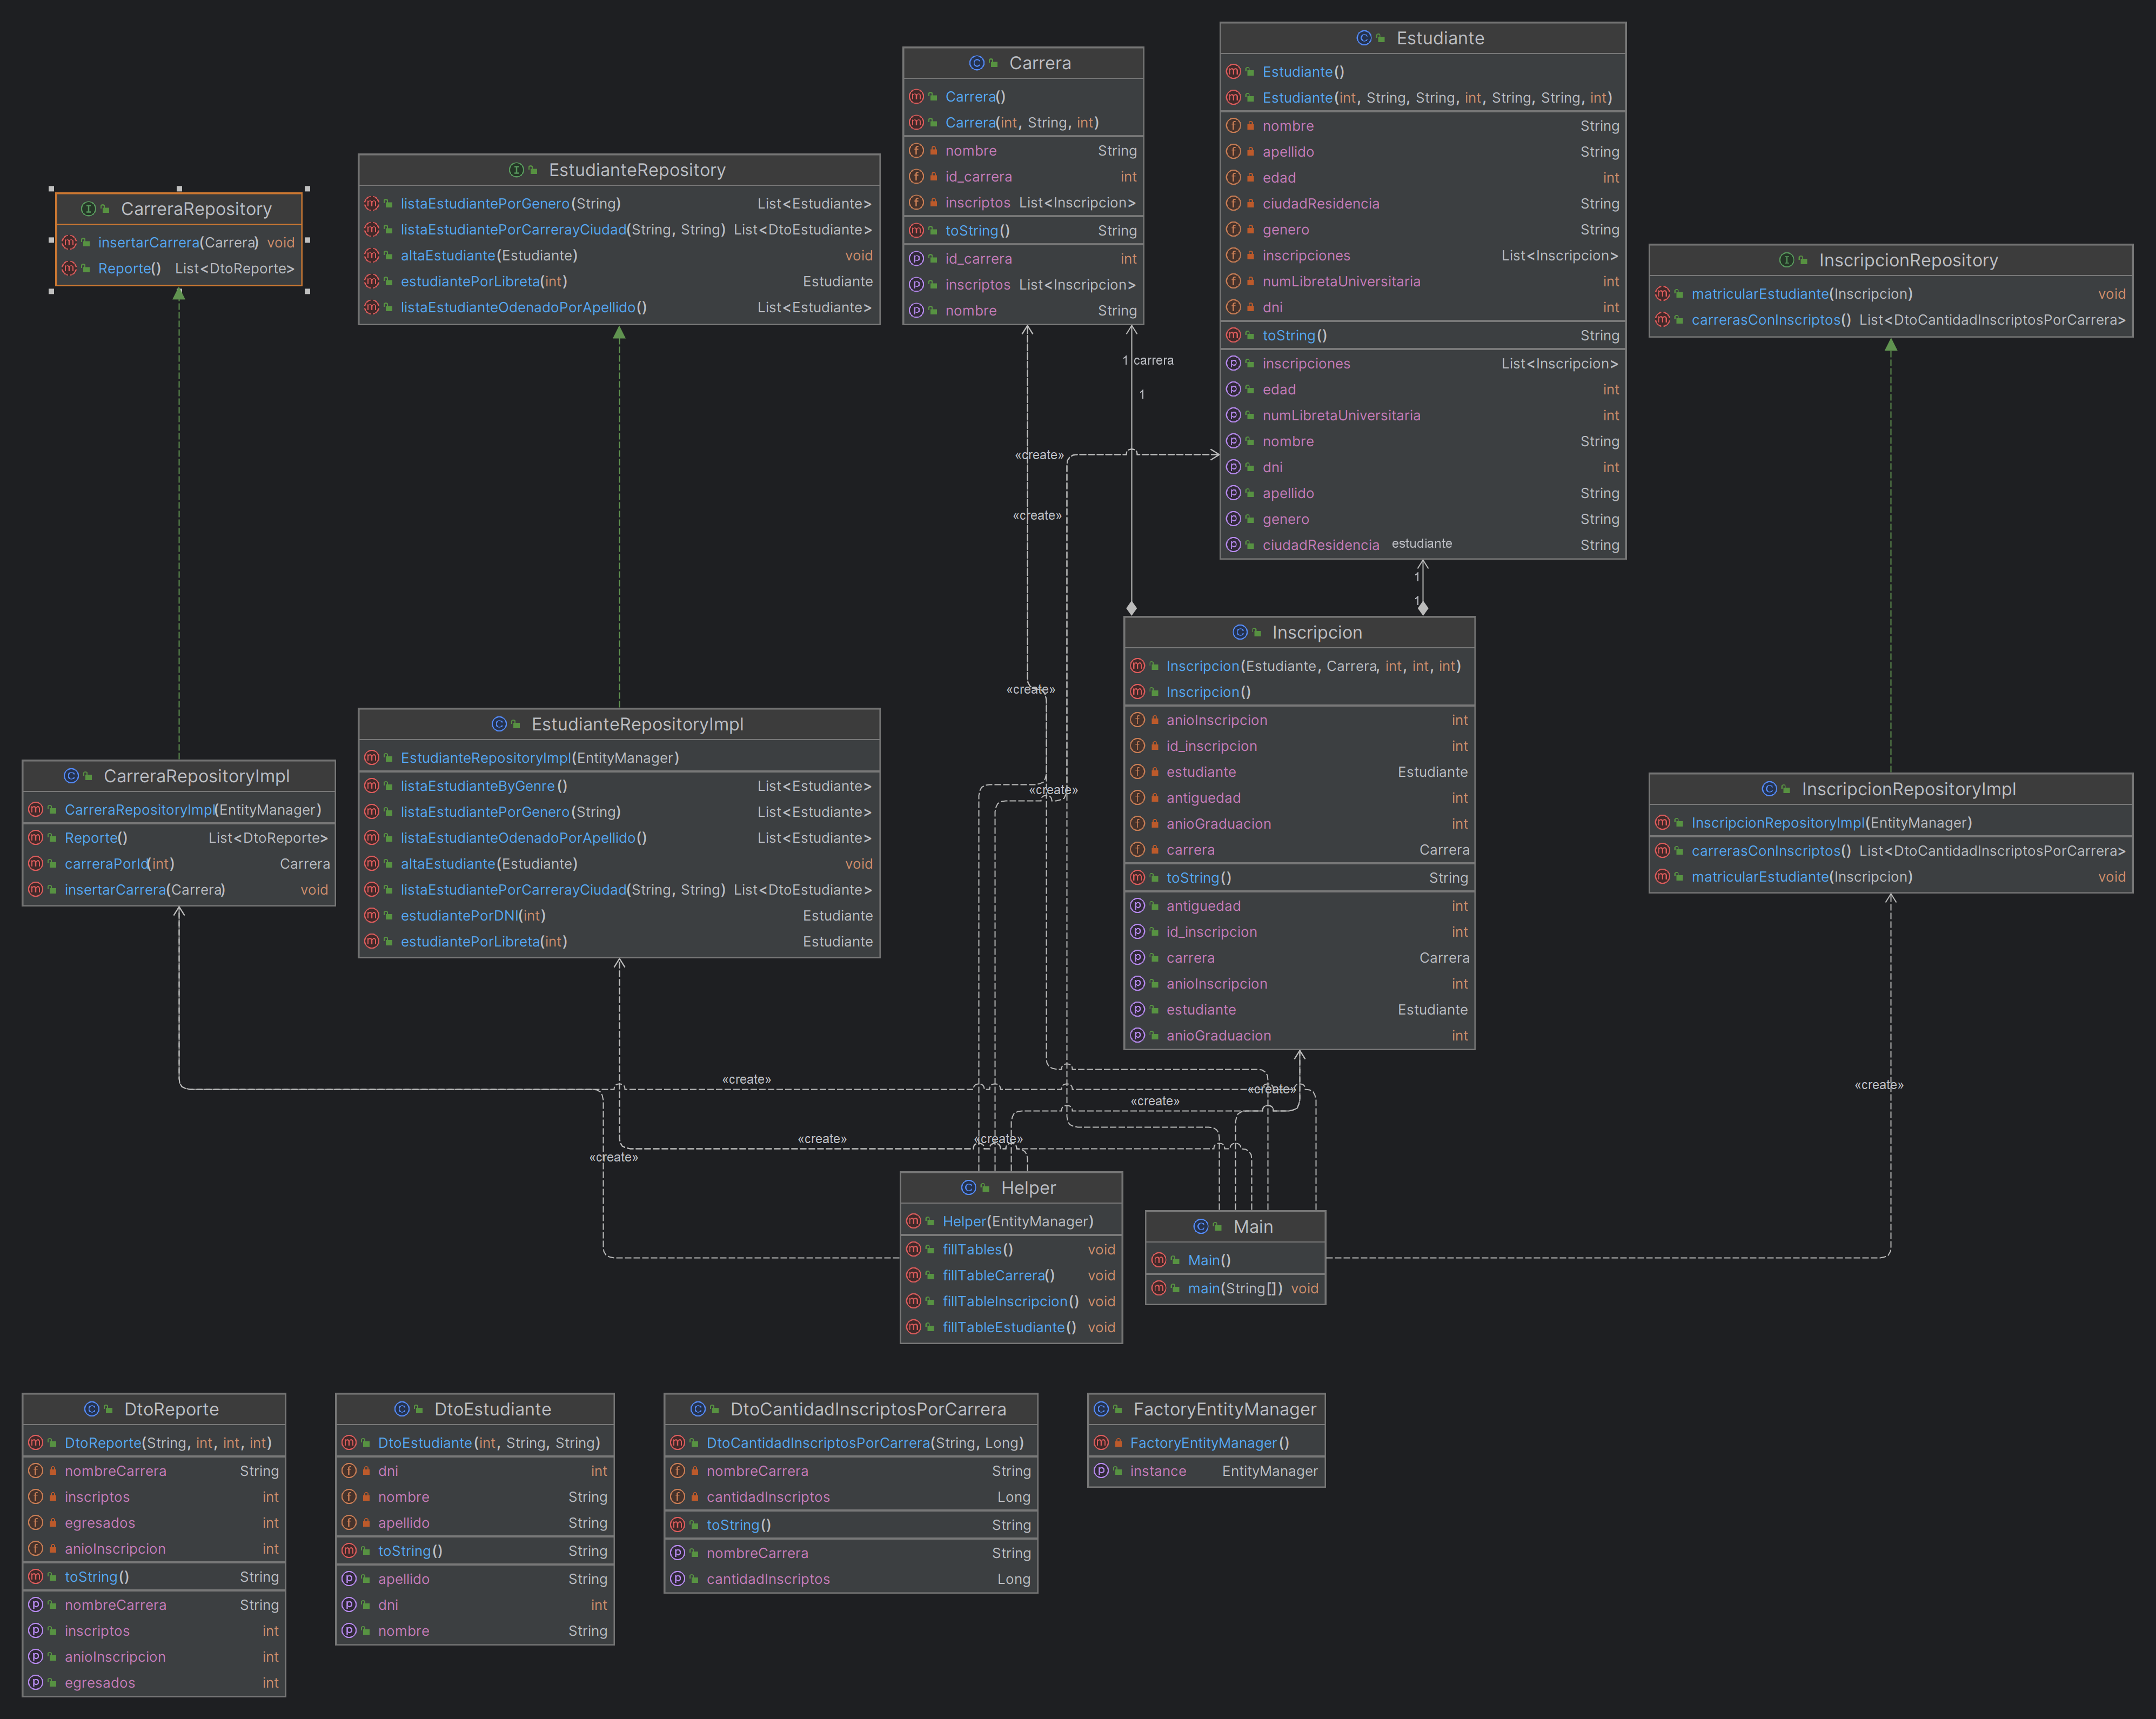 CarreraRepository
insertarCarrera(Carrera) void
Reporte() List<DtoReporte>
EstudianteRepository
listaEstudiantePorGenero(String) List<Estudiante>
listaEstudiantePorCarrerayCiudad(String, String) List<DtoEstudiante>
altaEstudiante(Estudiante) void
estudiantePorLibreta(int) Estudiante
listaEstudianteOdenadoPorApellido() List<Estudiante>
Carrera
Carrera()
Carrera(int, String, int)
nombre String
id_carrera int
inscriptos List<Inscripcion>
toString() String
id_carrera int
inscriptos List<Inscripcion>
nombre String
Estudiante
Estudiante()
Estudiante(int, String, String, int, String, String, int)
nombre String
apellido String
edad int
ciudadResidencia String
genero String
inscripciones List<Inscripcion>
numLibretaUniversitaria int
dni int
toString() String
inscripciones List<Inscripcion>
edad int
numLibretaUniversitaria int
nombre String
dni int
apellido String
genero String
ciudadResidencia String
estudiante
1
1
InscripcionRepository
matricularEstudiante(Inscripcion) void
carrerasConInscriptos() List<DtoCantidadInscriptosPorCarrera>
1 carrera
1
«create»
«create»
«create»
«create»
CarreraRepositoryImpl
CarreraRepositoryImpl(EntityManager)
Reporte() List<DtoReporte>
carreraPorId(int) Carrera
insertarCarrera(Carrera) void
EstudianteRepositoryImpl
EstudianteRepositoryImpl(EntityManager)
listaEstudianteByGenre() List<Estudiante>
listaEstudiantePorGenero(String) List<Estudiante>
listaEstudianteOdenadoPorApellido() List<Estudiante>
altaEstudiante(Estudiante) void
listaEstudiantePorCarrerayCiudad(String, String) List<DtoEstudiante>
estudiantePorDNI(int) Estudiante
estudiantePorLibreta(int) Estudiante
Inscripcion
Inscripcion(Estudiante, Carrera, int, int, int)
Inscripcion()
anioInscripcion int
id_inscripcion int
estudiante Estudiante
antiguedad int
anioGraduacion int
carrera Carrera
toString() String
antiguedad int
id_inscripcion int
carrera Carrera
anioInscripcion int
estudiante Estudiante
anioGraduacion int
InscripcionRepositoryImpl
InscripcionRepositoryImpl(EntityManager)
carrerasConInscriptos() List<DtoCantidadInscriptosPorCarrera>
matricularEstudiante(Inscripcion) void
«create»
«create»
«create»
«create»
«create»
«create»
«create»
Helper
Helper(EntityManager)
fillTables() void
fillTableCarrera() void
fillTableInscripcion() void
fillTableEstudiante() void
Main
Main()
main(String[]) void
DtoReporte
DtoReporte(String, int, int, int)
nombreCarrera String
inscriptos int
egresados int
anioInscripcion int
toString() String
nombreCarrera String
inscriptos int
anioInscripcion int
egresados int
DtoEstudiante
DtoEstudiante(int, String, String)
dni int
nombre String
apellido String
toString() String
apellido String
dni int
nombre String
DtoCantidadInscriptosPorCarrera
DtoCantidadInscriptosPorCarrera(String, Long)
nombreCarrera String
cantidadInscriptos Long
toString() String
nombreCarrera String
cantidadInscriptos Long
FactoryEntityManager
FactoryEntityManager()
instance EntityManager